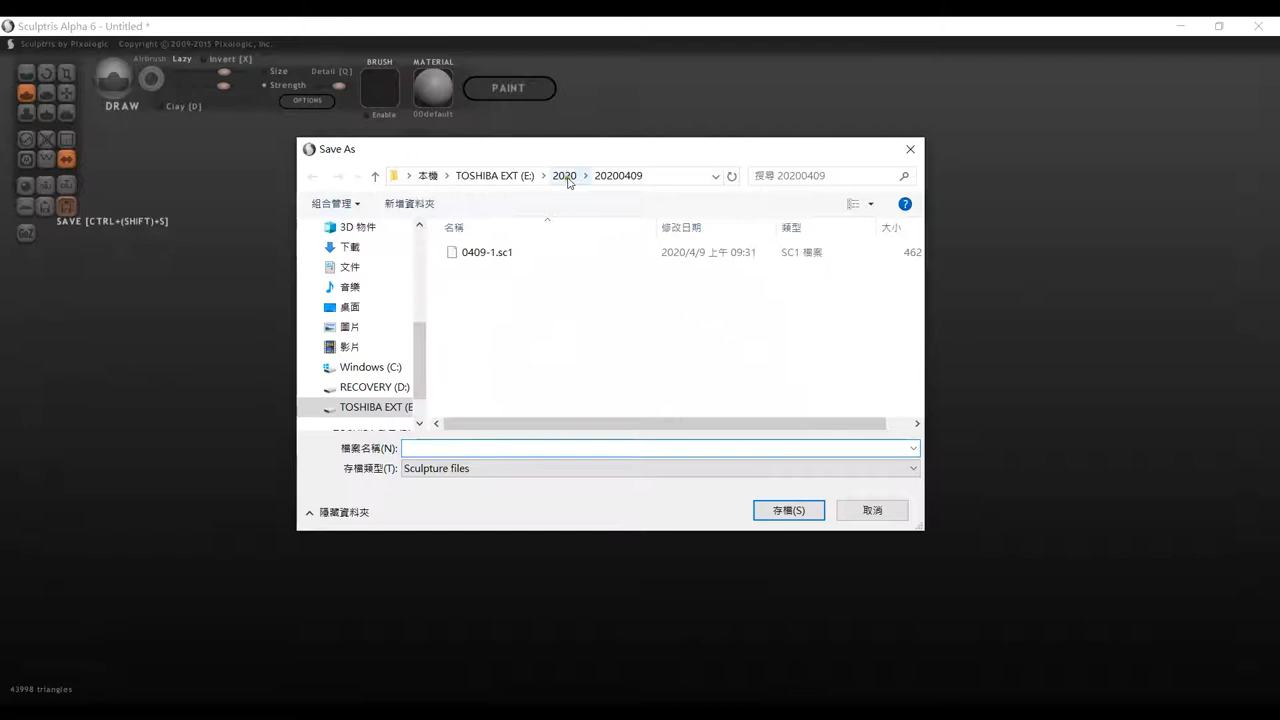 Sculptris Alpha 6 - Untitled *
Sculptris by Pixologic Copyright © 2009-2015 Pixologic, Inc.
Airbrush Lazy Invert [X]
Size Detail [Q]
Strength
OPTIONS
DRAW
Clay [D]
BRUSH
Enable
MATERIAL
00default
PAINT
SAVE [CTRL+(SHIFT)+S]
GoZ
Save As
本機 > TOSHIBA EXT (E:) > 2020 > 20200409
搜尋 20200409
組合管理
新增資料夾
3D 物件
下載
文件
音樂
桌面
圖片
影片
Windows (C:)
RECOVERY (D:)
TOSHIBA EXT (E
名稱 修改日期 類型 大小
0409-1.sc1 2020/4/9 上午 09:31 SC1 檔案 462
檔案名稱(N):
存檔類型(T): Sculpture files
隱藏資料夾
存檔(S)
取消
43998 triangles